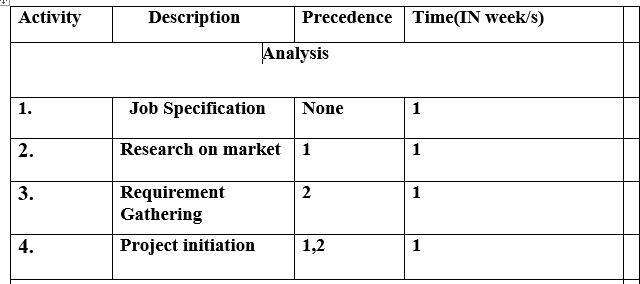 Activity Description Precedence Time(IN week/s)
Analysis
1. Job Specification None 1
2. Research on market 1 1
3. Requirement 2 1
Gathering
4. Project initiation 1,2 1